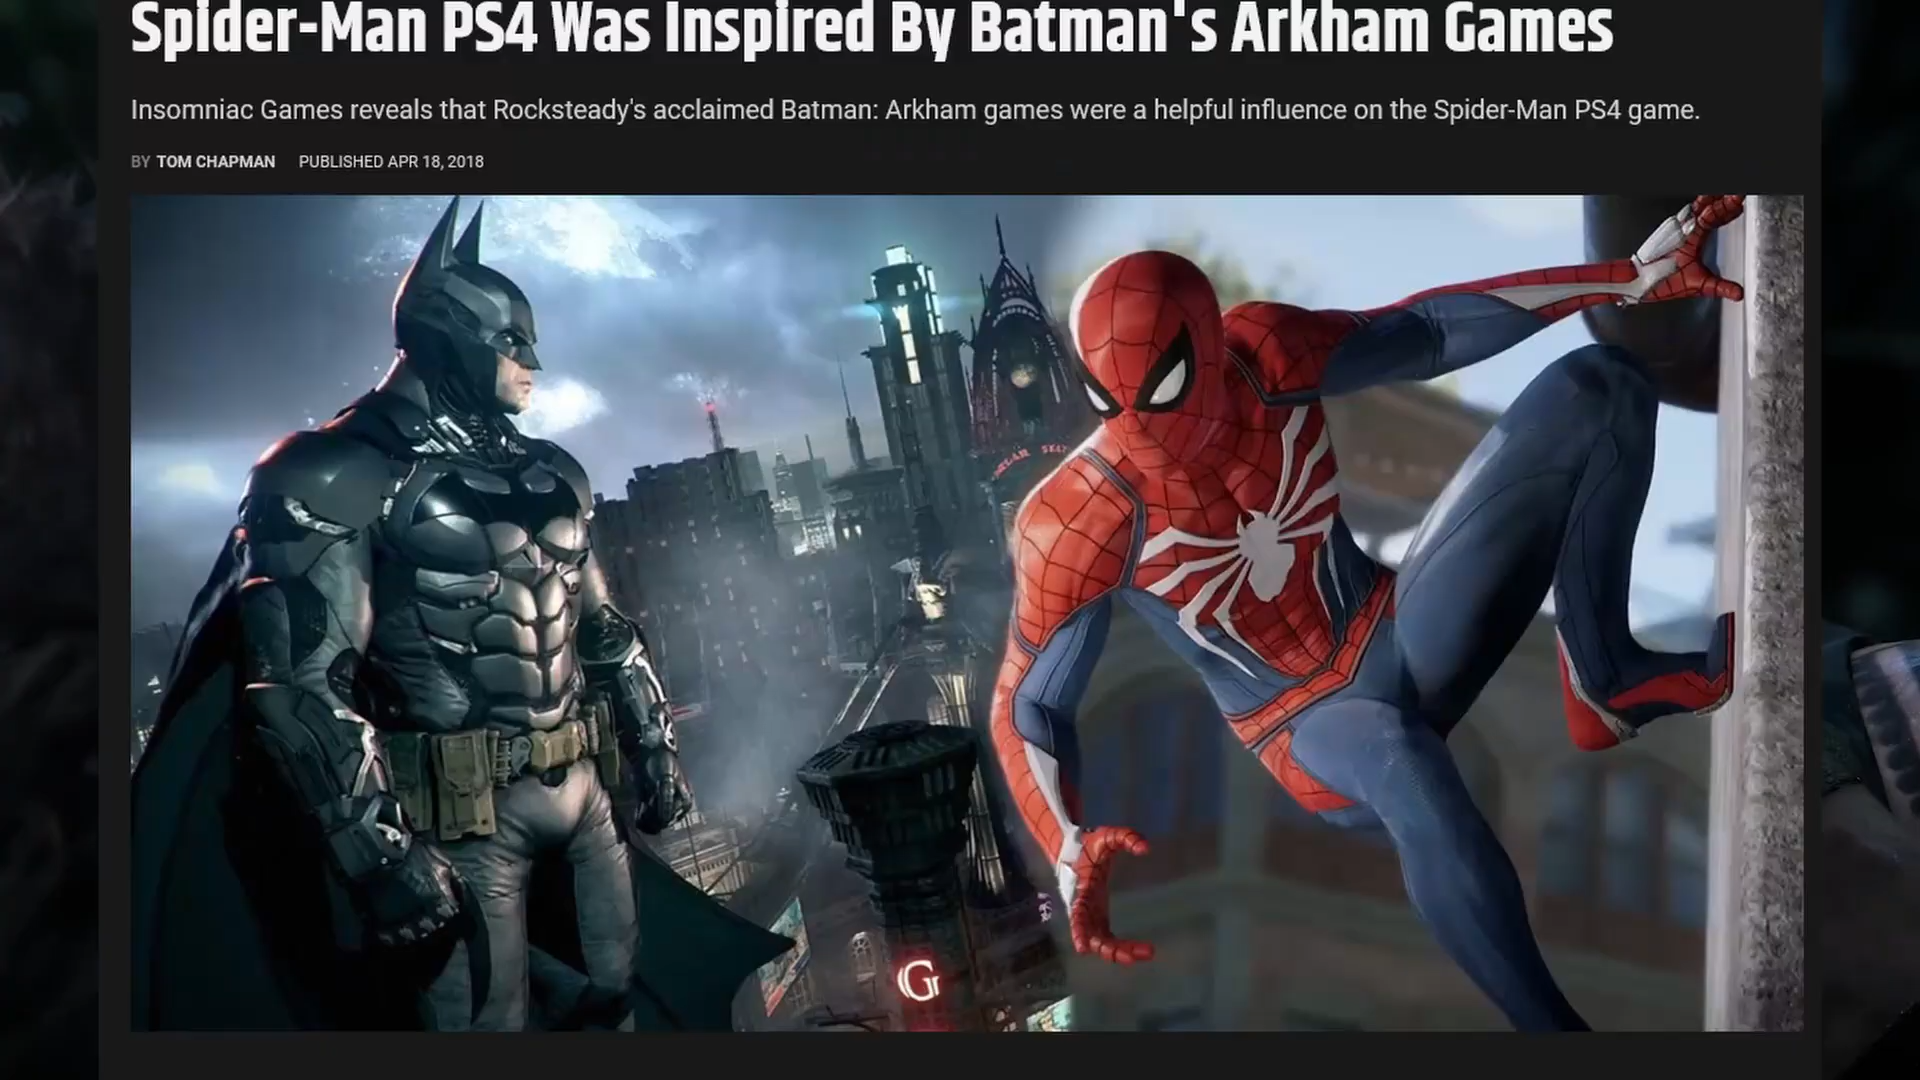 Spider-Man PS4 Was Inspired By Batman's Arkham Games
Insomniac Games reveals that Rocksteady's acclaimed Batman: Arkham games were a helpful influence on the Spider-Man PS4 game.
BY TOM CHAPMAN PUBLISHED APR 18, 2018
G